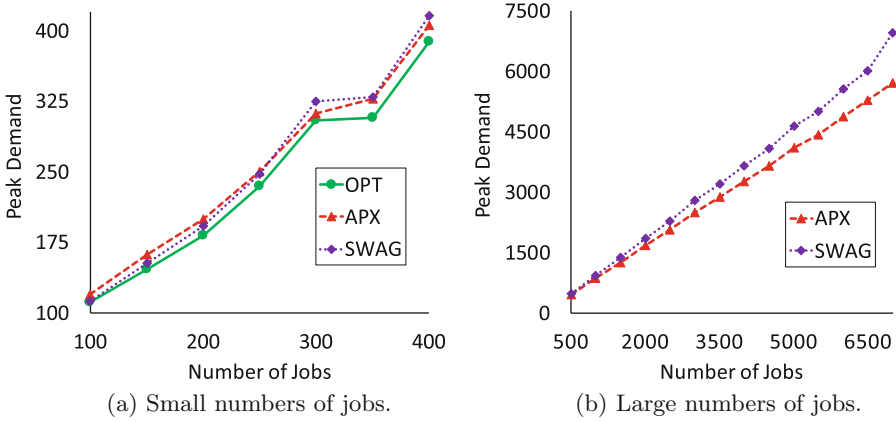 400
325
250
175
100
Peak Demand
OPT
APX
SWAG
100 200 300 400
Number of Jobs
(a) Small numbers of jobs.
7500
6000
4500
3000
1500
0
Peak Demand
APX
SWAG
500 2000 3500 5000 6500
Number of Jobs
(b) Large numbers of jobs.